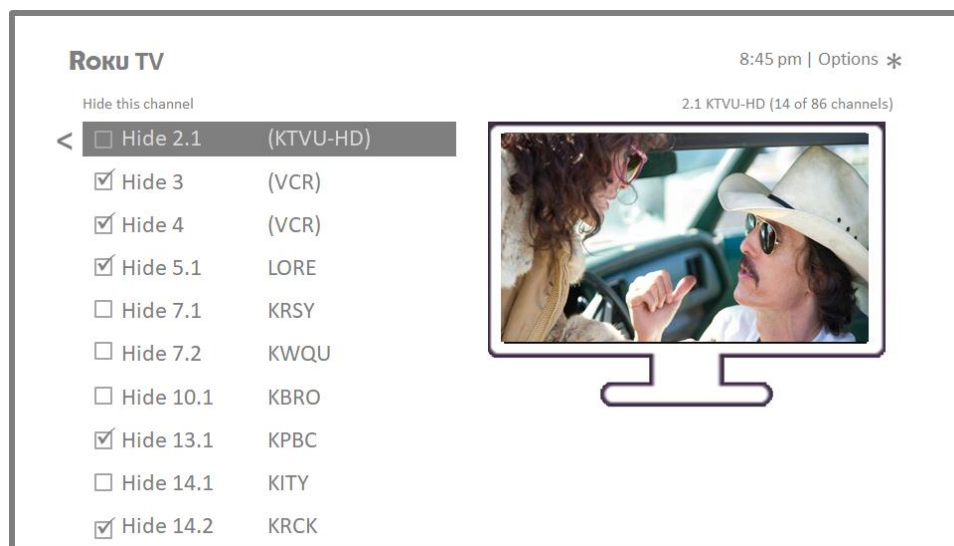 Roku TV
8:45 pm | Options *
Hide this channel
2.1 KTVU-HD (14 of 86 channels)
< Hide 2.1 (KTVU-HD)
Hide 3 (VCR)
Hide 4 (VCR)
Hide 5.1 LORE
Hide 7.1 KRSY
Hide 7.2 KWQU
Hide 10.1 KBRO
Hide 13.1 KPBC
Hide 14.1 KITY
Hide 14.2 KRCK